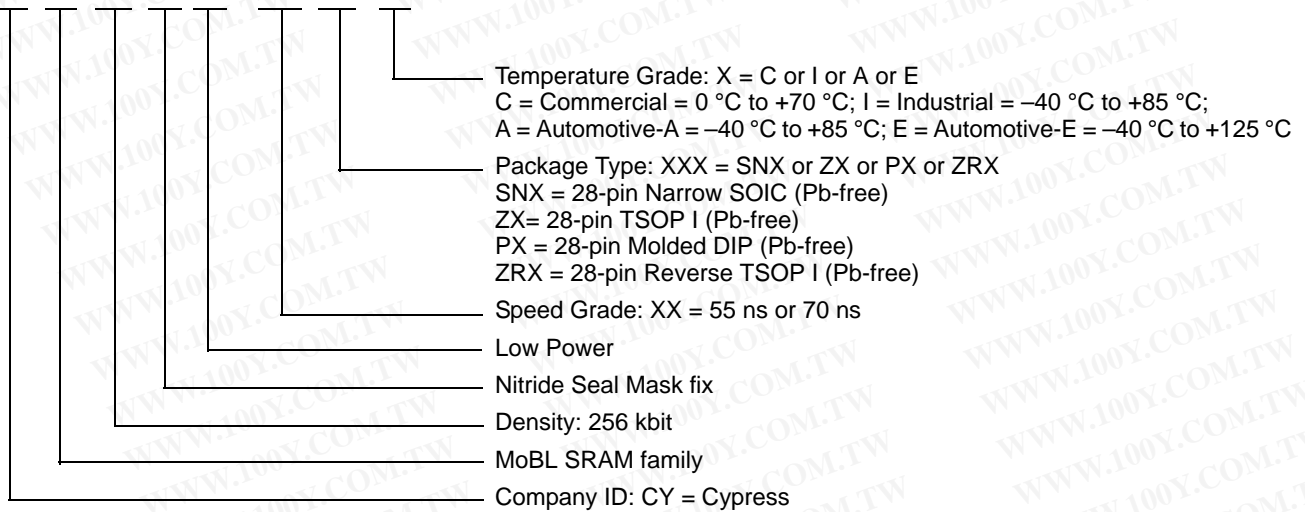 Temperature Grade: X = C or I or A or E
C = Commercial = 0 °C to +70 °C; I = Industrial = –40 °C to +85 °C;
A = Automotive-A = –40 °C to +85 °C; E = Automotive-E = –40 °C to +125 °C
Package Type: XXX = SNX or ZX or PX or ZRX
SNX = 28-pin Narrow SOIC (Pb-free)
ZX= 28-pin TSOP I (Pb-free)
PX = 28-pin Molded DIP (Pb-free)
ZRX = 28-pin Reverse TSOP I (Pb-free)
Speed Grade: XX = 55 ns or 70 ns
Low Power
Nitride Seal Mask fix
Density: 256 kbit
MoBL SRAM family
Company ID: CY = Cypress
WWW.100Y.COM.TW